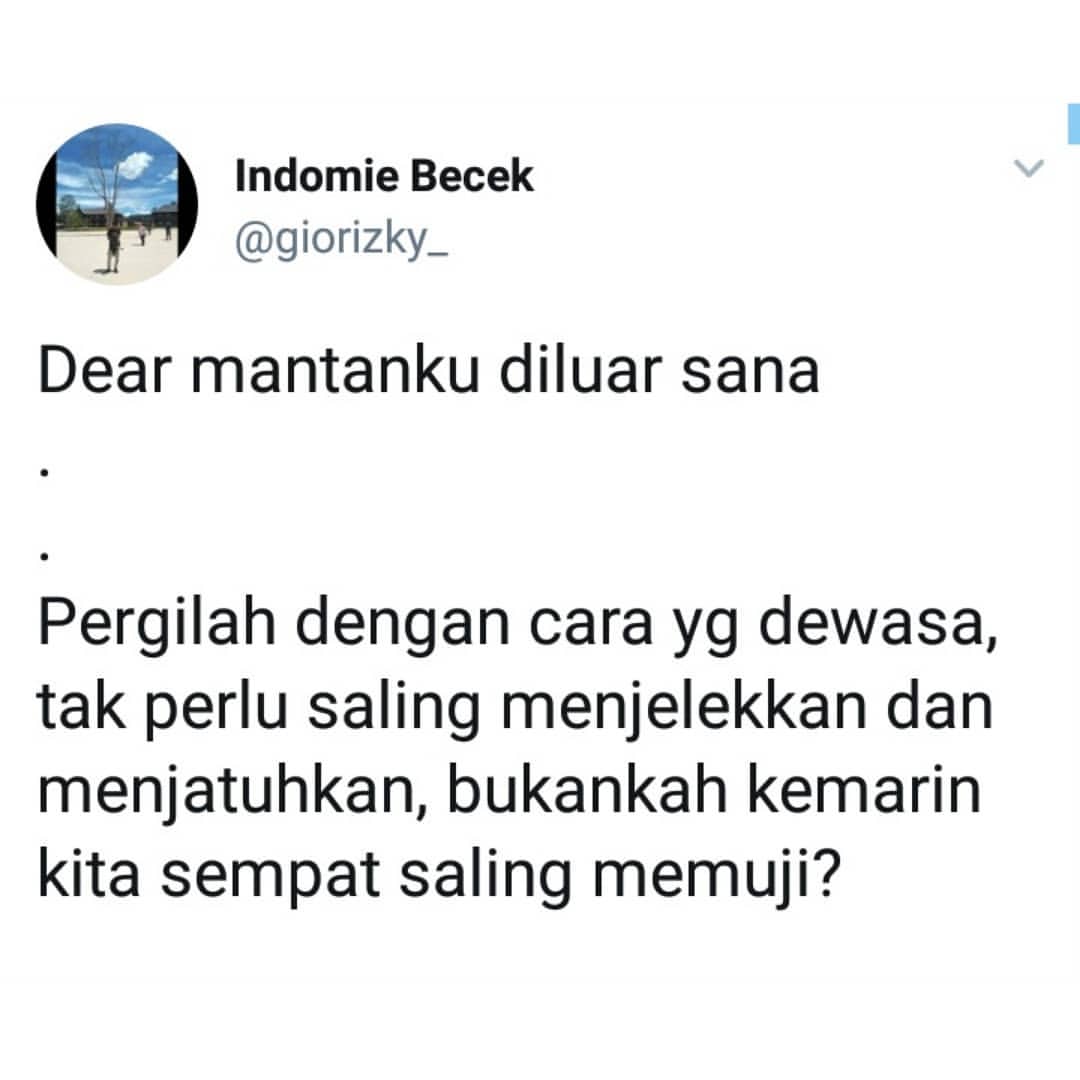 Indomie Becek
@giorizky_
Dear mantanku diluar sana
.
.
Pergilah dengan cara yg dewasa,
tak perlu saling menjelekkan dan
menjatuhkan, bukankah kemarin
kita sempat saling memuji?